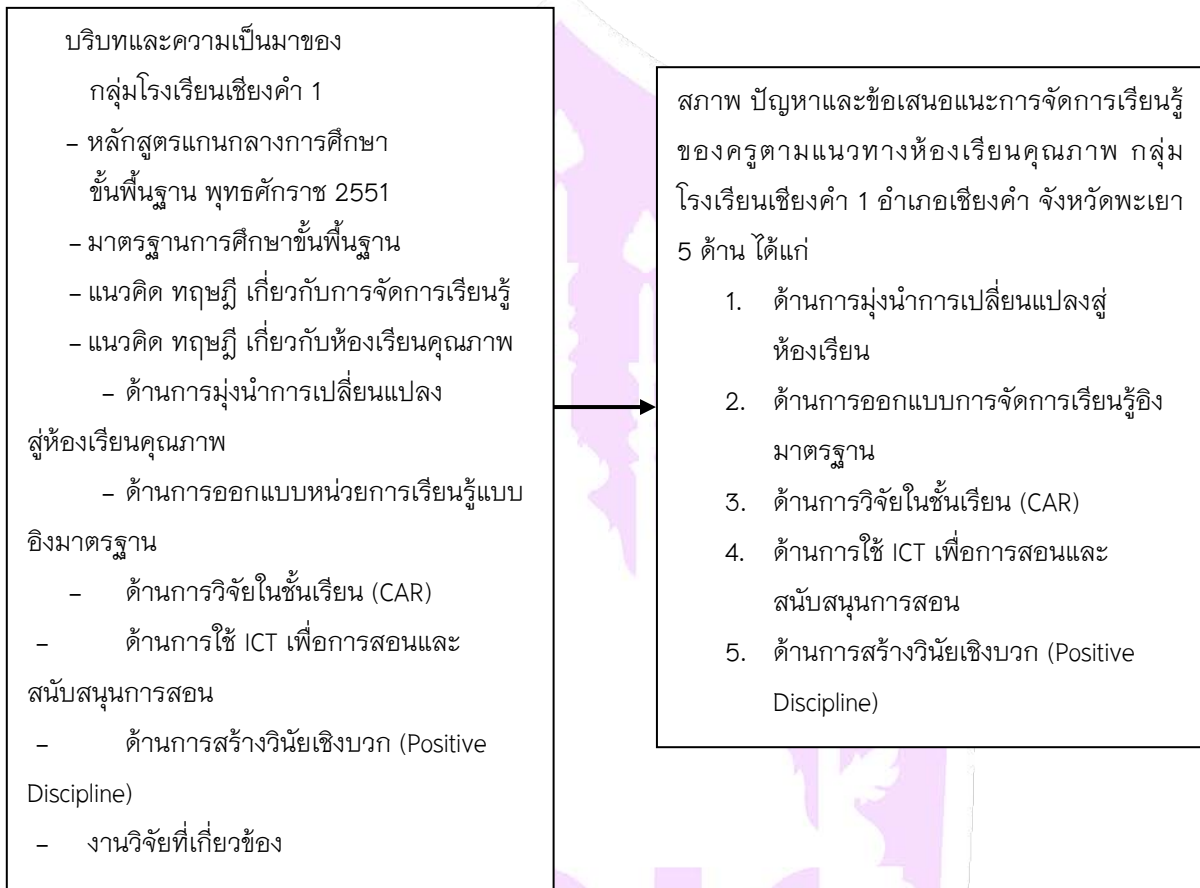 บริบทและความเป็นมาของ
กลุ่มโรงเรียนเชียงคำ 1
– หลักสูตรแกนกลางการศึกษา
ขั้นพื้นฐาน พุทธศักราช 2551
– มาตรฐานการศึกษาขั้นพื้นฐาน
– แนวคิด ทฤษฎี เกี่ยวกับการจัดการเรียนรู้
– แนวคิด ทฤษฎี เกี่ยวกับห้องเรียนคุณภาพ
– ด้านการมุ่งนำการเปลี่ยนแปลง
สู่ห้องเรียนคุณภาพ
– ด้านการออกแบบหน่วยการเรียนรู้แบบ
อิงมาตรฐาน
– ด้านการวิจัยในชั้นเรียน (CAR)
– ด้านการใช้ ICT เพื่อการสอนและ
สนับสนุนการสอน
– ด้านการสร้างวินัยเชิงบวก (Positive
Discipline)
– งานวิจัยที่เกี่ยวข้อง
สภาพ ปัญหาและข้อเสนอแนะการจัดการเรียนรู้
ของครูตามแนวทางห้องเรียนคุณภาพ กลุ่ม
โรงเรียนเชียงคำ 1 อำเภอเชียงคำ จังหวัดพะเยา
5 ด้าน ได้แก่
1. ด้านการมุ่งนำการเปลี่ยนแปลงสู่
ห้องเรียน
2. ด้านการออกแบบการจัดการเรียนรู้อิง
มาตรฐาน
3. ด้านการวิจัยในชั้นเรียน (CAR)
4. ด้านการใช้ ICT เพื่อการสอนและ
สนับสนุนการสอน
5. ด้านการสร้างวินัยเชิงบวก (Positive
Discipline)